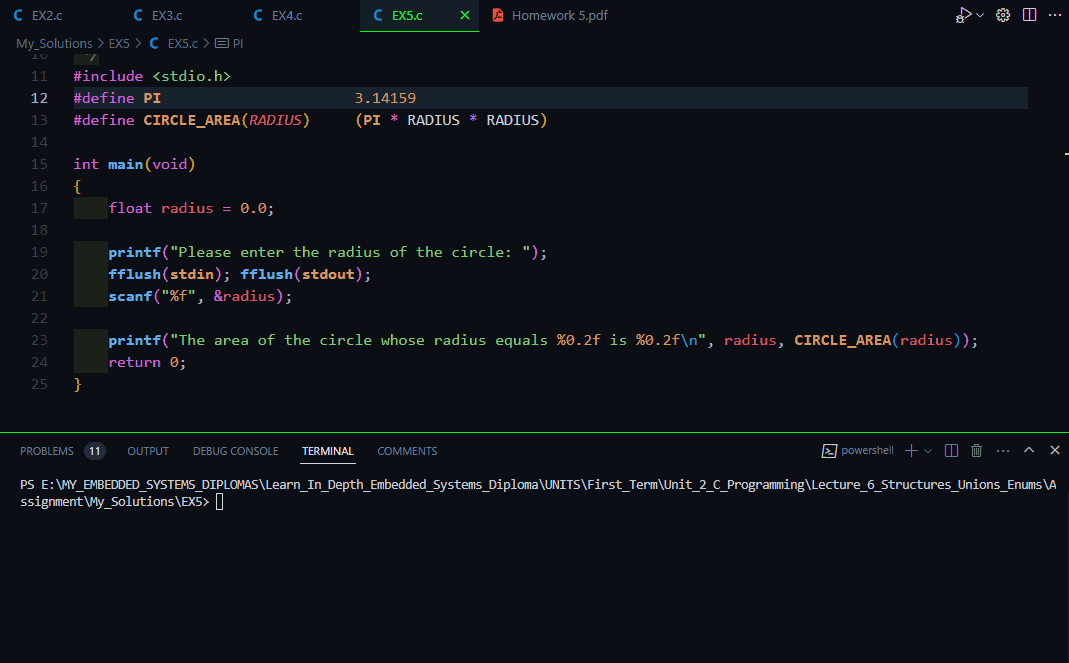 C EX2.c C EX3.c C EX4.c C EX5.c × Homework 5.pdf ···
My_Solutions > EX5 > C EX5.c > PI
10 */
11 #include <stdio.h>
12 #define PI 3.14159
13 #define CIRCLE_AREA(RADIUS) (PI * RADIUS * RADIUS)
14
15 int main(void)
16 {
17 float radius = 0.0;
18
19 printf("Please enter the radius of the circle: ");
20 fflush(stdin); fflush(stdout);
21 scanf("%f", &radius);
22
23 printf("The area of the circle whose radius equals %0.2f is %0.2f\n", radius, CIRCLE_AREA(radius));
24 return 0;
25 }
PROBLEMS 11 OUTPUT DEBUG CONSOLE TERMINAL COMMENTS powershell + ··· ×
PS E:\MY_EMBEDDED_SYSTEMS_DIPLOMAS\Learn_In_Depth_Embedded_Systems_Diploma\UNITS\First_Term\Unit_2_C_Programming\Lecture_6_Structures_Unions_Enums\A
ssignment\My_Solutions\EX5>